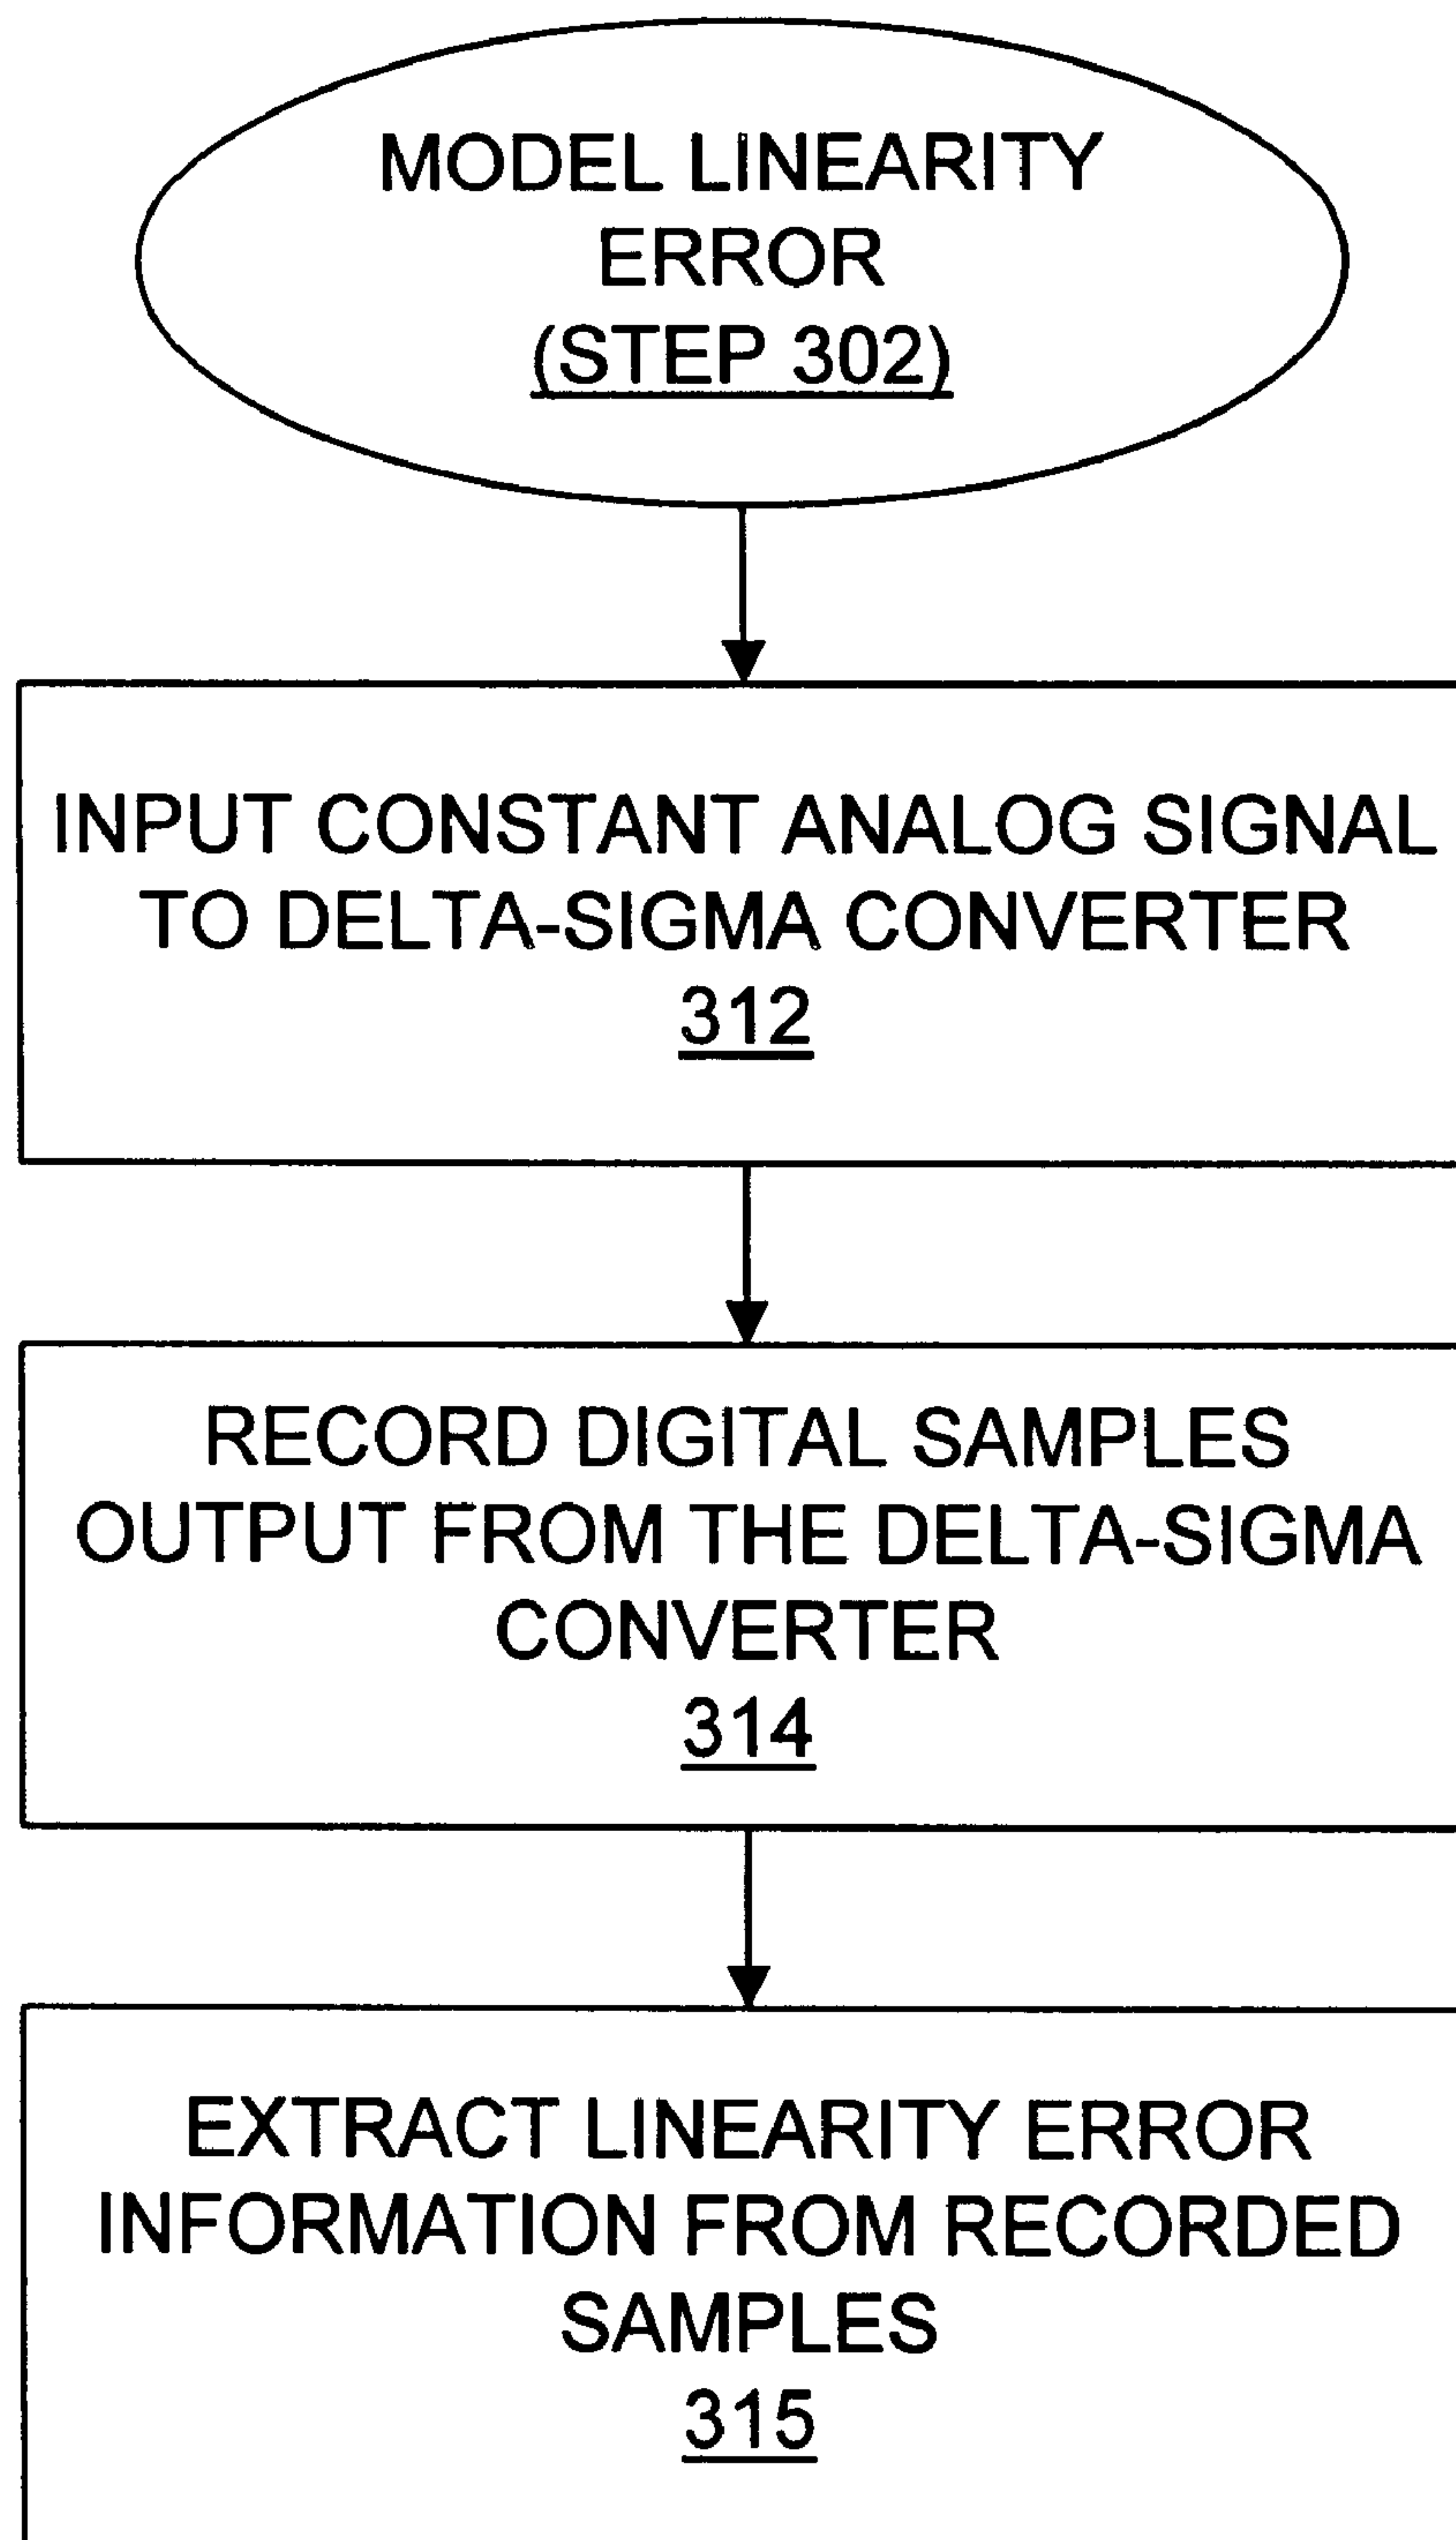 MODEL LINEARITY
ERROR
(STEP 302)
INPUT CONSTANT ANALOG SIGNAL
TO DELTA-SIGMA CONVERTER
312
RECORD DIGITAL SAMPLES
OUTPUT FROM THE DELTA-SIGMA
CONVERTER
314
EXTRACT LINEARITY ERROR
INFORMATION FROM RECORDED
SAMPLES
315